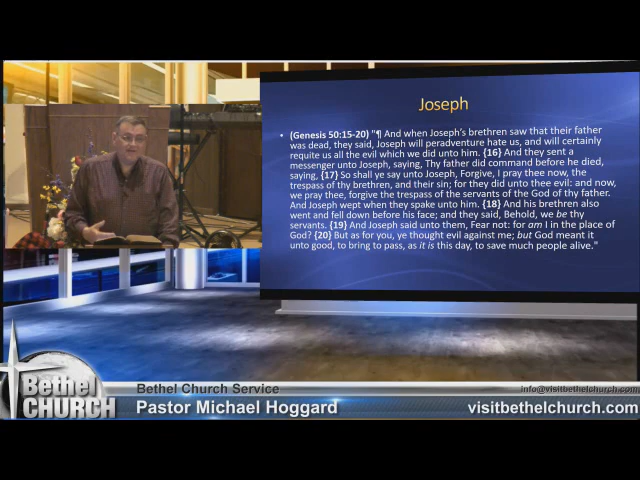 Joseph
• (Genesis 50:15-20) "¶ And when Joseph's brethren saw that their father
was dead, they said, Joseph will peradventure hate us, and will certainly
requite us all the evil which we did unto him. {16} And they sent a
messenger unto Joseph, saying, Thy father did command before he died,
saying, {17} So shall ye say unto Joseph, Forgive, I pray thee now, the
trespass of thy brethren, and their sin; for they did unto thee evil: and now,
we pray thee, forgive the trespass of the servants of the God of thy father.
And Joseph wept when they spake unto him. {18} And his brethren also
went and fell down before his face; and they said, Behold, we be thy
servants. {19} And Joseph said unto them, Fear not: for am I in the place of
God? {20} But as for you, ye thought evil against me; but God meant it
unto good, to bring to pass, as it is this day, to save much people alive."
Bethel
CHURCH
Bethel Church Service
info@visitbethelchurch.com
Pastor Michael Hoggard
visitbethelchurch.com